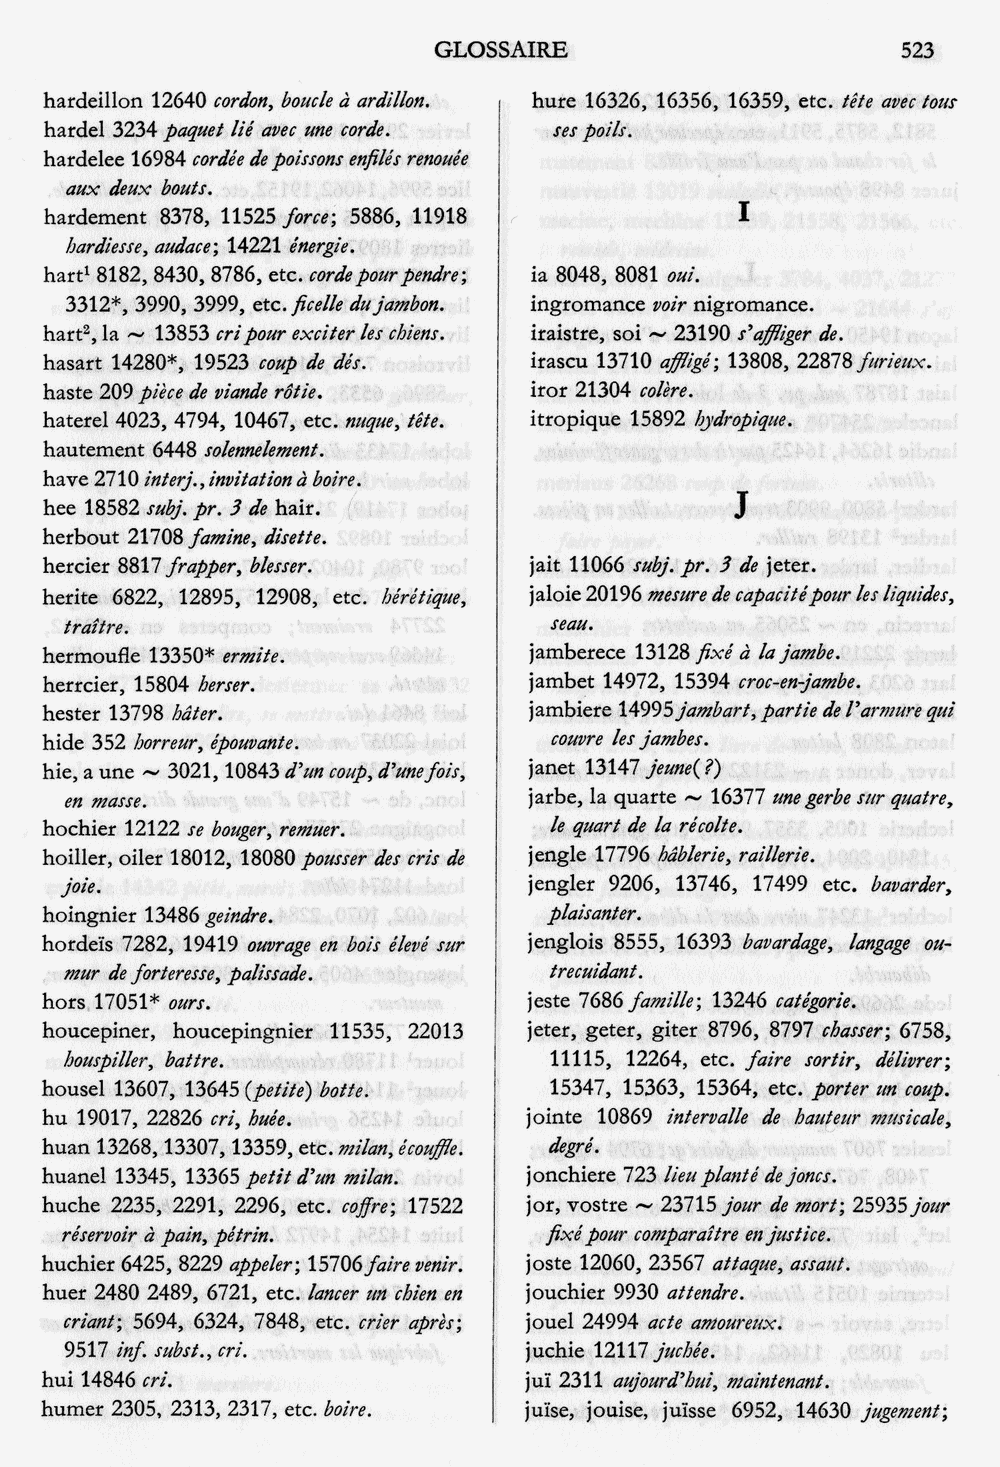 GLOSSAIRE 523
hardeillon 12640 cordon, boucle à ardillon.
hardel 3234 paquet lié avec une corde.
hardelee 16984 cordée de poissons enfilés renouée
aux deux bouts.
hardement 8378, 11525 force; 5886, 11918
hardiesse, audace; 14221 énergie.
hart¹ 8182, 8430, 8786, etc. corde pour pendre;
3312*, 3990, 3999, etc. ficelle du jambon.
hart², la ~ 13853 cri pour exciter les chiens.
hasart 14280*, 19523 coup de dés.
haste 209 pièce de viande rôtie.
haterel 4023, 4794, 10467, etc. nuque, tête.
hautement 6448 solennelement.
have 2710 interj., invitation à boire.
hee 18582 subj. pr. 3 de hair.
herbout 21708 famine, disette.
hercier 8817 frapper, blesser.
herite 6822, 12895, 12908, etc. hérétique,
traître.
hermoufle 13350* ermite.
herrcier, 15804 herser.
hester 13798 hâter.
hide 352 horreur, épouvante.
hie, a une ~ 3021, 10843 d'un coup, d'une fois,
en masse.
hochier 12122 se bouger, remuer.
hoiller, oiler 18012, 18080 pousser des cris de
joie.
hoingnier 13486 geindre.
hordeïs 7282, 19419 ouvrage en bois élevé sur
mur de forteresse, palissade.
hors 17051* ours.
houcepiner, houcepingnier 11535, 22013
houspiller, battre.
housel 13607, 13645 (petite) botte.
hu 19017, 22826 cri, huée.
huan 13268, 13307, 13359, etc. milan, écouffle.
huanel 13345, 13365 petit d'un milan.
huche 2235, 2291, 2296, etc. coffre; 17522
réservoir à pain, pétrin.
huchier 6425, 8229 appeler; 15706 faire venir.
huer 2480 2489, 6721, etc. lancer un chien en
criant; 5694, 6324, 7848, etc. crier après;
9517 inf. subst., cri.
hui 14846 cri.
humer 2305, 2313, 2317, etc. boire.
hure 16326, 16356, 16359, etc. tête avec tous
ses poils.
I
ia 8048, 8081 oui.
ingromance voir nigromance.
iraistre, soi ~ 23190 s'affliger de.
irascu 13710 affligé; 13808, 22878 furieux.
iror 21304 colère.
itropique 15892 hydropique.
J
jait 11066 subj. pr. 3 de jeter.
jaloie 20196 mesure de capacité pour les liquides,
seau.
jamberece 13128 fixé à la jambe.
jambet 14972, 15394 croc-en-jambe.
jambiere 14995 jambart, partie de l'armure qui
couvre les jambes.
janet 13147 jeune(?)
jarbe, la quarte ~ 16377 une gerbe sur quatre,
le quart de la récolte.
jengle 17796 hâblerie, raillerie.
jengler 9206, 13746, 17499 etc. bavarder,
plaisanter.
jenglois 8555, 16393 bavardage, langage ou-
trecuidant.
jeste 7686 famille; 13246 catégorie.
jeter, geter, giter 8796, 8797 chasser; 6758,
11115, 12264, etc. faire sortir, délivrer;
15347, 15363, 15364, etc. porter un coup.
jointe 10869 intervalle de hauteur musicale,
degré.
jonchiere 723 lieu planté de joncs.
jor, vostre ~ 23715 jour de mort; 25935 jour
fixé pour comparaître en justice.
joste 12060, 23567 attaque, assaut.
jouchier 9930 attendre.
jouel 24994 acte amoureux.
juchie 12117 juchée.
juï 2311 aujourd'hui, maintenant.
juïse, jouise, juïsse 6952, 14630 jugement;